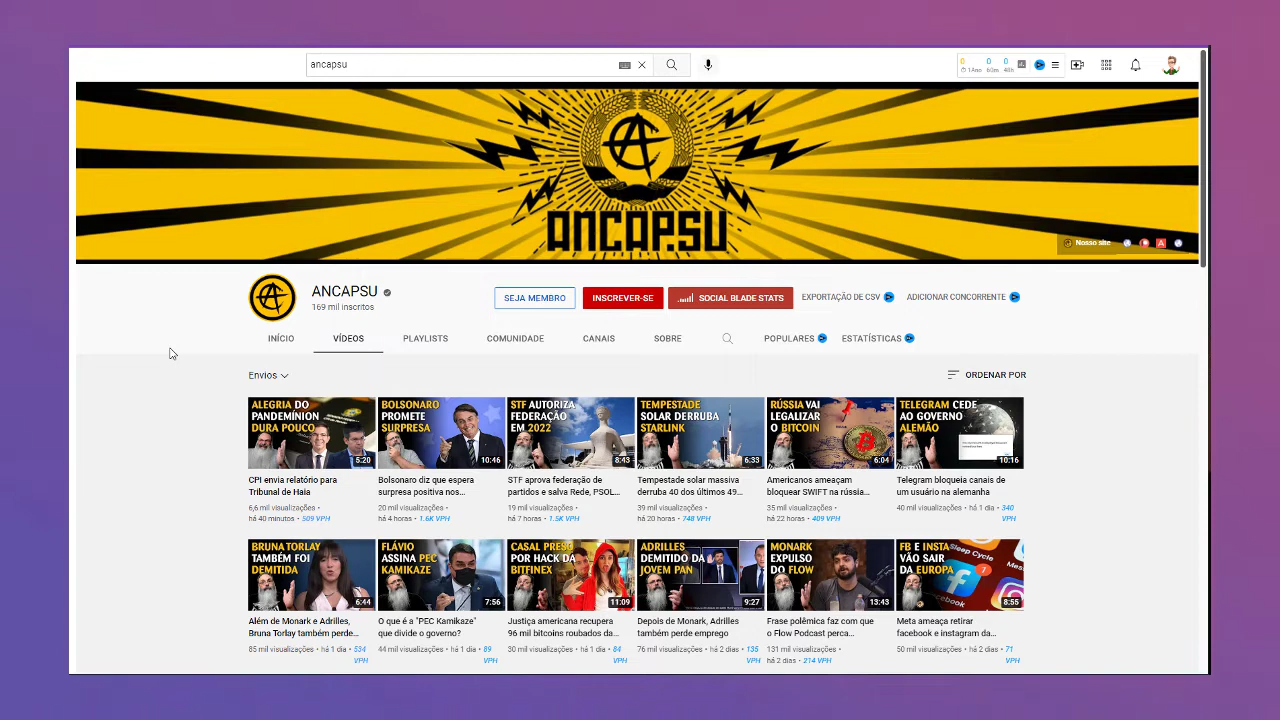 ancapsu
0 0 0
1Ano 60m 48h
ANCAP.SU
Nosso site
ANCAPSU
169 mil inscritos
SEJA MEMBRO
INSCREVER-SE
SOCIAL BLADE STATS
EXPORTAÇÃO DE CSV
ADICIONAR CONCORRENTE
INÍCIO
VÍDEOS
PLAYLISTS
COMUNIDADE
CANAIS
SOBRE
POPULARES
ESTATÍSTICAS
Envios
ORDENAR POR
ALEGRIA DO
PANDEMÍNION
DURA POUCO
5:20
CPI envia relatório para
Tribunal de Haia
6,6 mil visualizações •
há 40 minutos • 509 VPH
BOLSONARO
PROMETE
SURPRESA
10:46
Bolsonaro diz que espera
surpresa positiva nos...
20 mil visualizações •
há 4 horas • 1.6K VPH
STF AUTORIZA
FEDERAÇÃO
EM 2022
8:43
STF aprova federação de
partidos e salva Rede, PSOL...
19 mil visualizações •
há 7 horas • 1.5K VPH
TEMPESTADE
SOLAR DERRUBA
STARLINK
6:33
Tempestade solar massiva
derruba 40 dos últimos 49...
39 mil visualizações •
há 20 horas • 748 VPH
RÚSSIA VAI
LEGALIZAR
O BITCOIN
6:04
Americanos ameaçam
bloquear SWIFT na rússia...
35 mil visualizações •
há 22 horas • 409 VPH
TELEGRAM CEDE
AO GOVERNO
ALEMÃO
10:16
Telegram bloqueia canais de
um usuário na alemanha
40 mil visualizações • há 1 dia • 340
VPH
BRUNA TORLAY
TAMBÉM FOI
DEMITIDA
6:44
Além de Monark e Adrilles,
Bruna Torlay também perde...
85 mil visualizações • há 1 dia • 534
VPH
FLÁVIO
ASSINA PEC
KAMIKAZE
7:56
O que é a "PEC Kamikaze"
que divide o governo?
44 mil visualizações • há 1 dia • 89
VPH
CASAL PRESO
POR HACK DA
BITFINEX
11:09
Justiça americana recupera
96 mil bitcoins roubados da...
30 mil visualizações • há 1 dia • 84
VPH
ADRILLES
DEMITIDO DA
JOVEM PAN
9:27
Depois de Monark, Adrilles
também perde emprego
76 mil visualizações • há 2 dias • 135
VPH
MONARK
EXPULSO
DO FLOW
13:43
Frase polêmica faz com que
o Flow Podcast perca...
131 mil visualizações •
há 2 dias • 214 VPH
FB E INSTA
VÃO SAIR
DA EUROPA
Sleep Cycle
7
Facebook
8:55
Meta ameaça retirar
facebook e instagram da...
50 mil visualizações • há 2 dias • 71
VPH